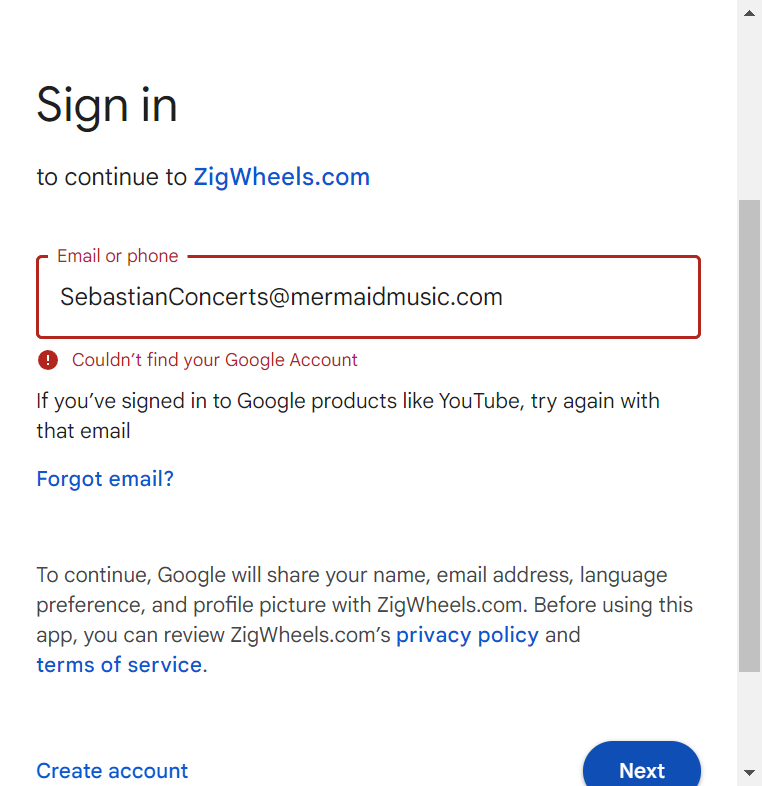 Sign in
to continue to ZigWheels.com
Email or phone
SebastianConcerts@mermaidmusic.com
Couldn’t find your Google Account
If you’ve signed in to Google products like YouTube, try again with
that email
Forgot email?
To continue, Google will share your name, email address, language
preference, and profile picture with ZigWheels.com. Before using this
app, you can review ZigWheels.com’s privacy policy and
terms of service.
Create account
Next